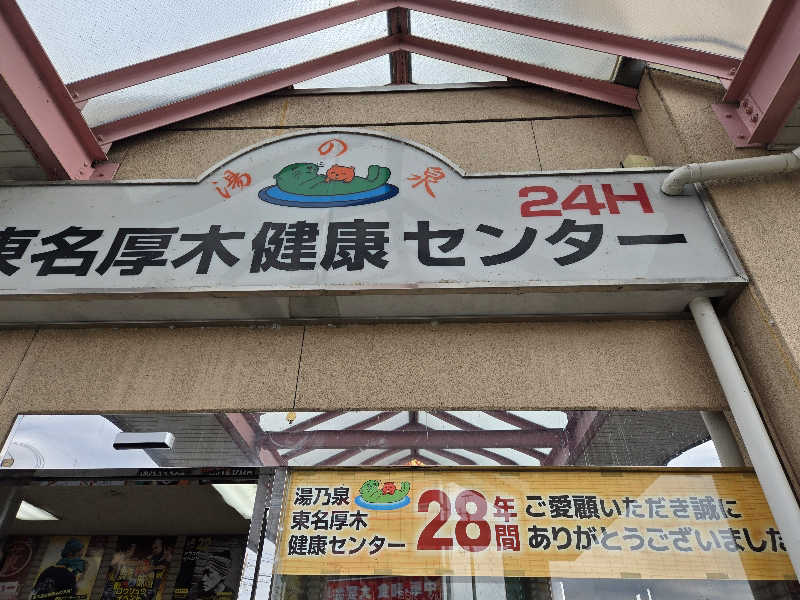 湯の泉
24H
東名厚木健康センター
湯乃泉
東名厚木
健康センター
28年間
ご愛顧いただき誠に
ありがとうございました